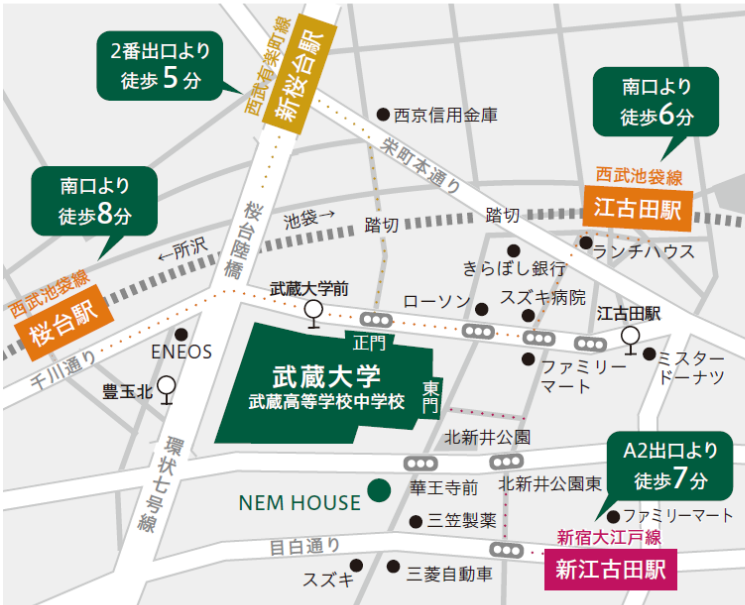 2番出口より
徒歩5分
西武有楽町線
新桜台駅
西京信用金庫
栄町本通り
南口より
徒歩6分
西武池袋線
江古田駅
南口より
徒歩8分
桜台陸橋
池袋→
←所沢
踏切
踏切
ランチハウス
きらぼし銀行
西武池袋線
桜台駅
武蔵大学前
ローソン
スズキ病院
江古田駅
千川通り
ENEOS
正門
武蔵大学
武蔵高等学校中学校
東門
ファミリー
マート
ミスター
ドーナツ
豊玉北
環状七号線
北新井公園
A2出口より
徒歩7分
NEM HOUSE
華王寺前
北新井公園東
三笠製薬
ファミリーマート
新宿大江戸線
新江古田駅
目白通り
スズキ
三菱自動車